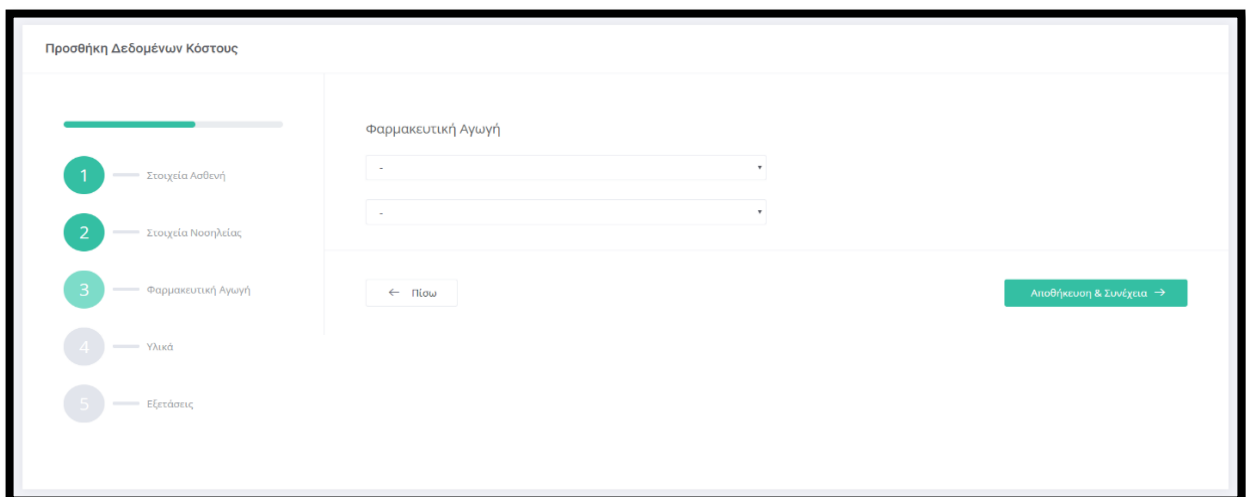 Προσθήκη Δεδομένων Κόστους
1 Στοιχεία Ασθενή
2 Στοιχεία Νοσηλείας
3 Φαρμακευτική Αγωγή
4 Υλικά
5 Εξετάσεις
Φαρμακευτική Αγωγή
-
-
← Πίσω
Αποθήκευση & Συνέχεια →